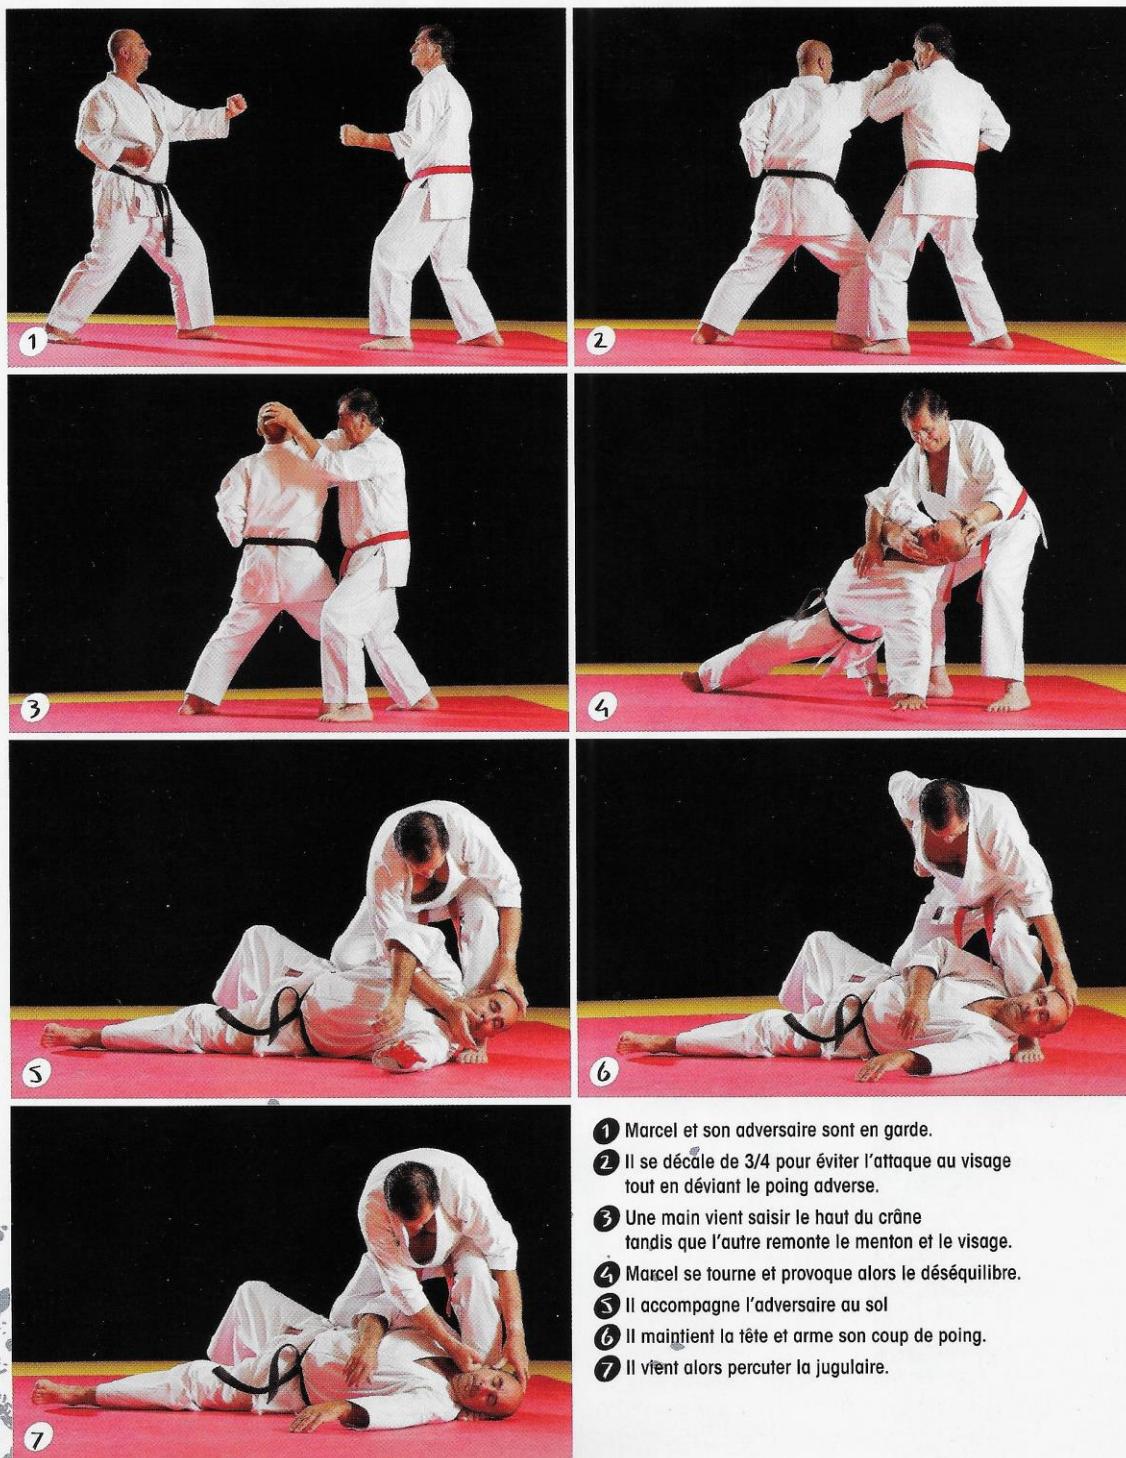 1
2
3
4
5
6
7
1 Marcel et son adversaire sont en garde.
2 Il se décale de 3/4 pour éviter l'attaque au visage
tout en déviant le poing adverse.
3 Une main vient saisir le haut du crâne
tandis que l'autre remonte le menton et le visage.
4 Marcel se tourne et provoque alors le déséquilibre.
5 Il accompagne l'adversaire au sol
6 Il maintient la tête et arme son coup de poing.
7 Il vient alors percuter la jugulaire.